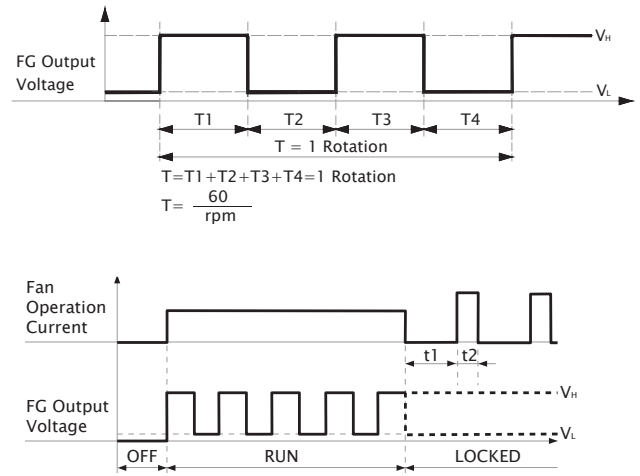 FG Output
Voltage
VH
VL
T1 T2 T3 T4
T = 1 Rotation
T=T1+T2+T3+T4=1 Rotation
T= 60
rpm
Fan
Operation
Current
t1 t2
FG Output
Voltage
VH
VL
OFF RUN LOCKED